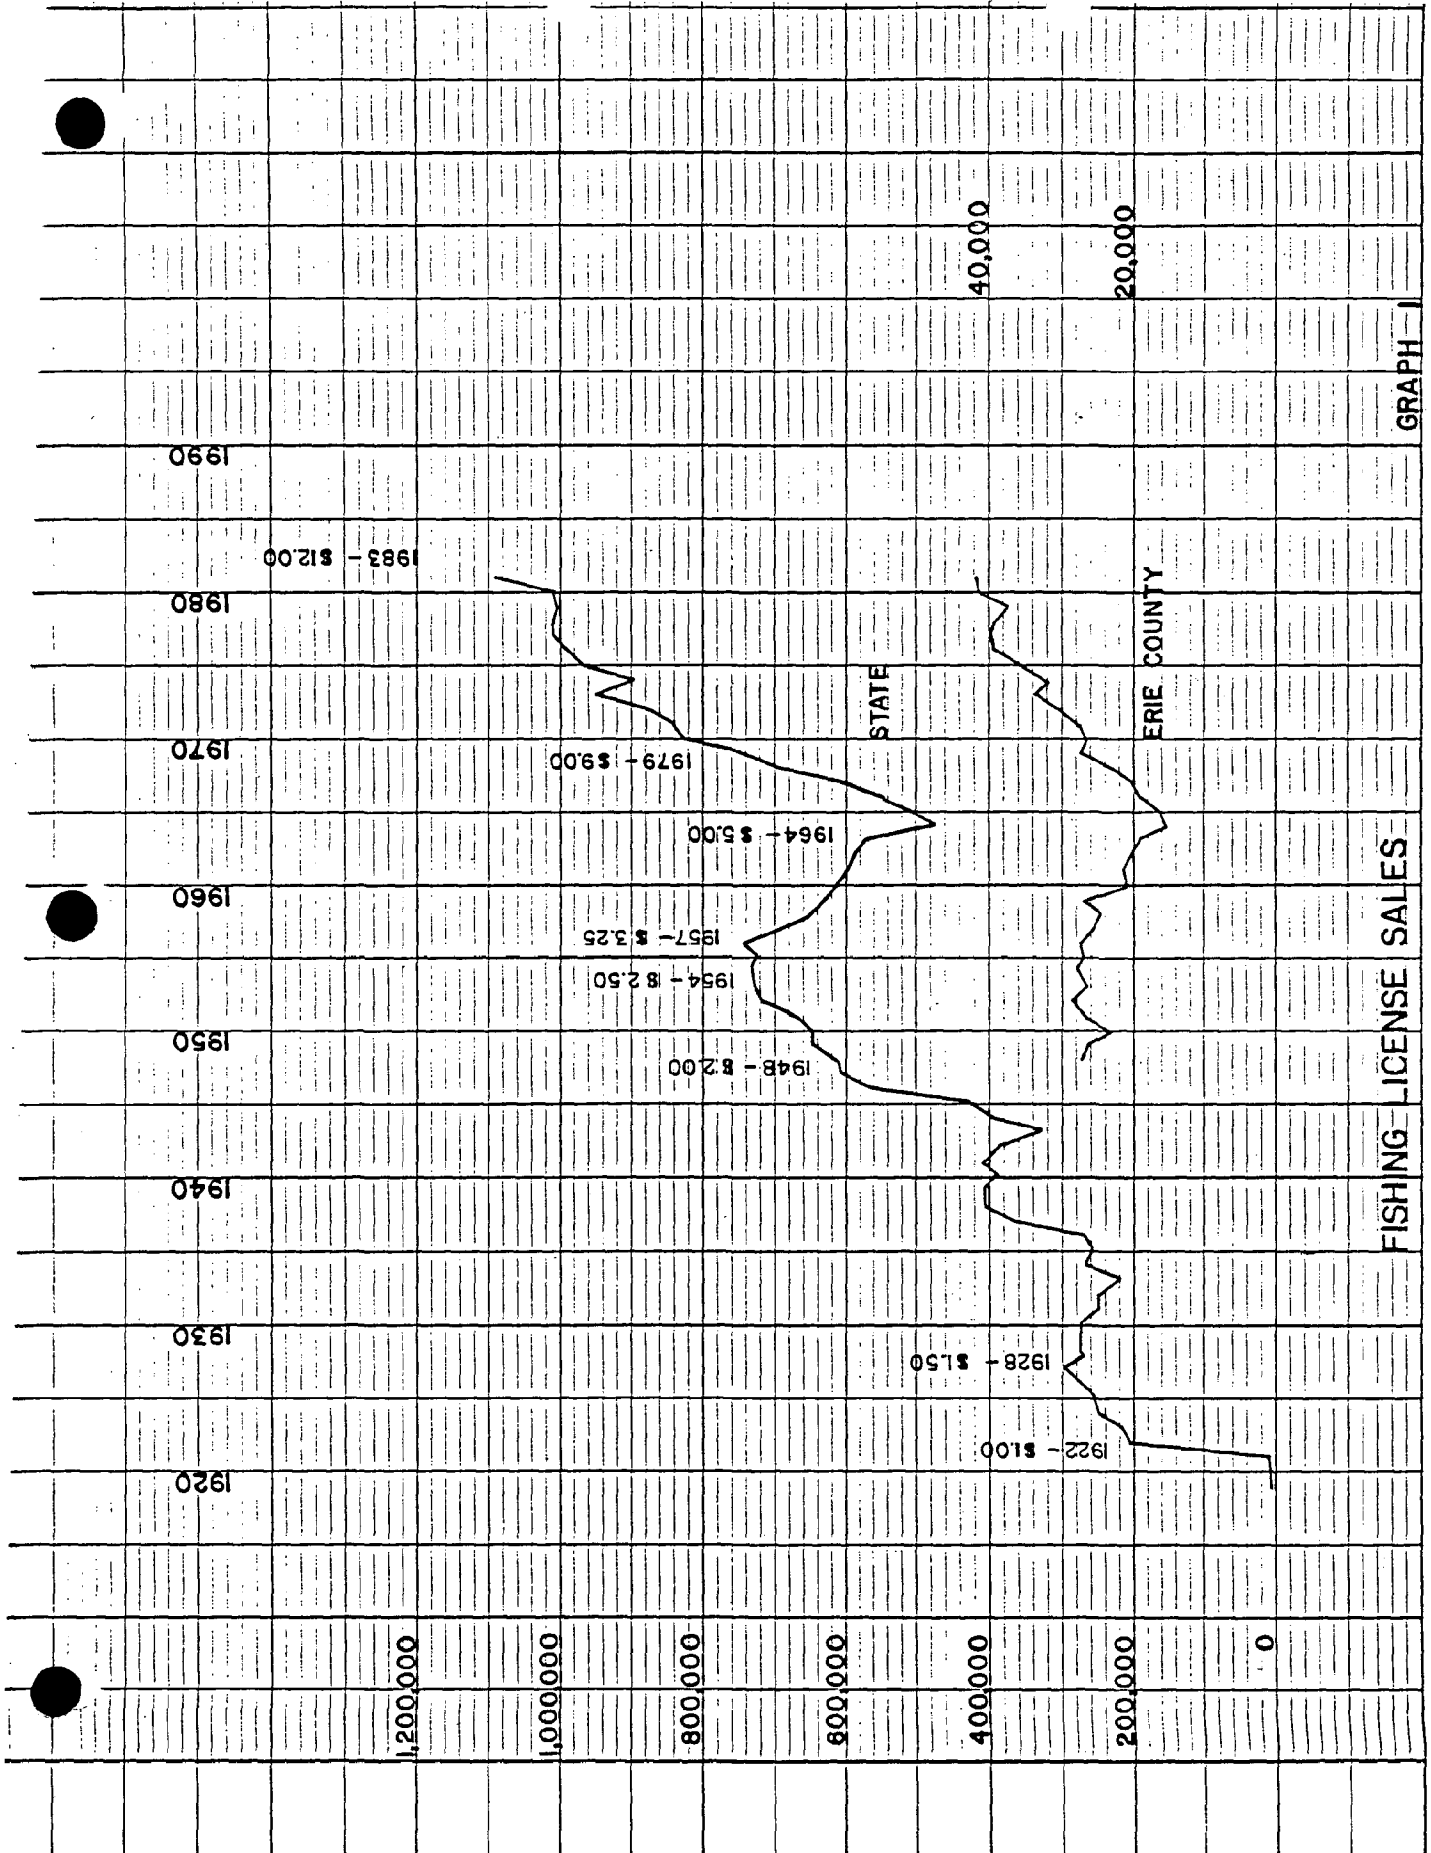 1,200,000
1,000,000
800,000
600,000
400,000
200,000
0
1920
1930
1940
1950
1960
1970
1980
1990
1922 - $1.00
1928 - $1.50
1948 - $2.00
1954 - $2.50
1957 - $3.25
1964 - $5.00
1979 - $9.00
1983 - $12.00
STATE
ERIE COUNTY
40,000
20,000
FISHING LICENSE SALES
GRAPH 1